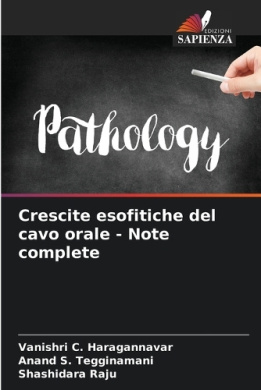 EDIZIONI
SAPIENZA
Pathology
Crescite esofitiche del
cavo orale - Note
complete
Vanishri C. Haragannavar
Anand S. Tegginamani
Shashidara Raju